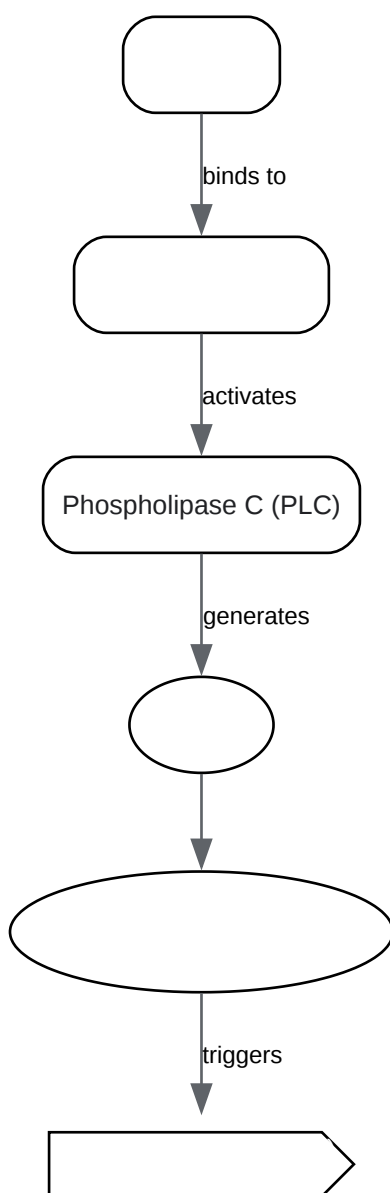 binds to
activates
Phospholipase C (PLC)
generates
triggers